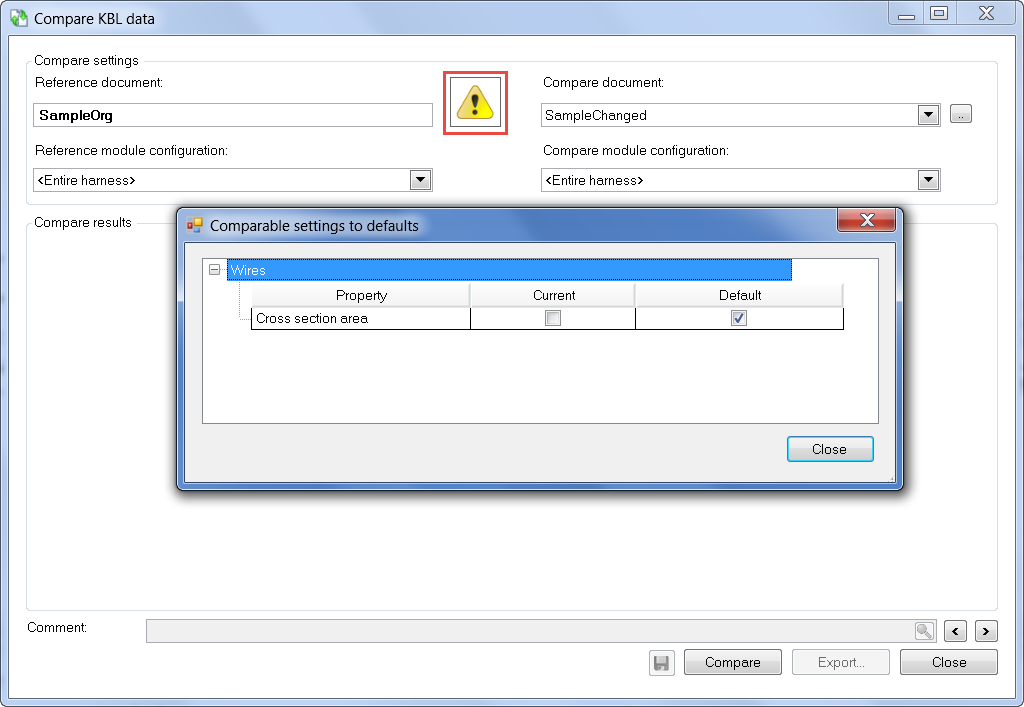 Compare KBL data
Compare settings
Reference document:
Compare document:
SampleOrg
SampleChanged
..
Reference module configuration:
Compare module configuration:
<Entire harness>
<Entire harness>
Compare results
Comparable settings to defaults
Wires
Property Current Default
Cross section area
Close
Comment:
< >
Compare Export... Close